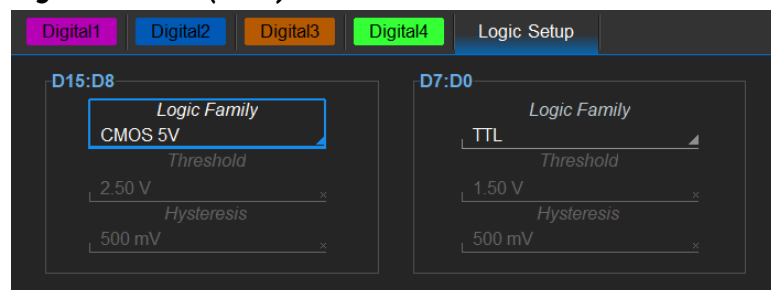 Digital1 Digital2 Digital3 Digital4 Logic Setup
D15:D8
Logic Family
CMOS 5V
Threshold
2.50 V
Hysteresis
500 mV
D7:D0
Logic Family
TTL
Threshold
1.50 V
Hysteresis
500 mV